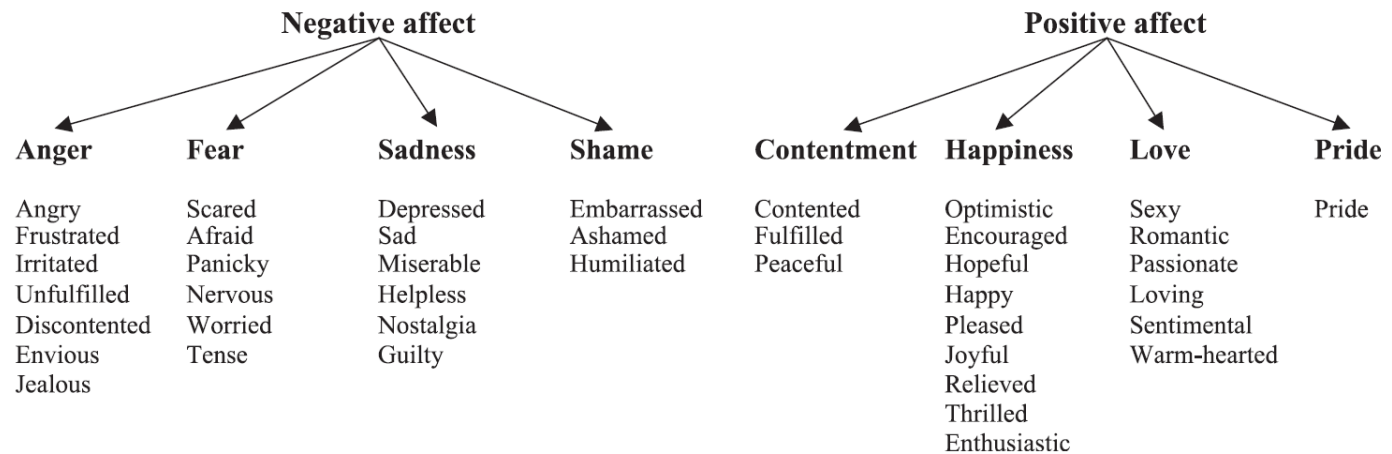 Negative affect
Positive affect
Anger
Fear
Sadness
Shame
Contentment
Happiness
Love
Pride
Angry
Frustrated
Irritated
Unfulfilled
Discontented
Envious
Jealous
Scared
Afraid
Panicky
Nervous
Worried
Tense
Depressed
Sad
Miserable
Helpless
Nostalgia
Guilty
Embarrassed
Ashamed
Humiliated
Contented
Fulfilled
Peaceful
Optimistic
Encouraged
Hopeful
Happy
Pleased
Joyful
Relieved
Thrilled
Enthusiastic
Sexy
Romantic
Passionate
Loving
Sentimental
Warm-hearted
Pride